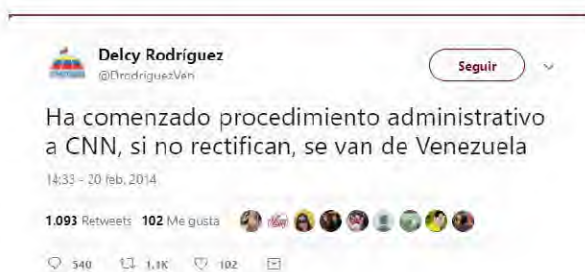 Delcy Rodríguez
@DrodriguezVen
Seguir
Ha comenzado procedimiento administrativo
a CNN, si no rectifican, se van de Venezuela
14:33 - 20 feb. 2014
1.093 Retweets 102 Me gusta
540 1,1K 102